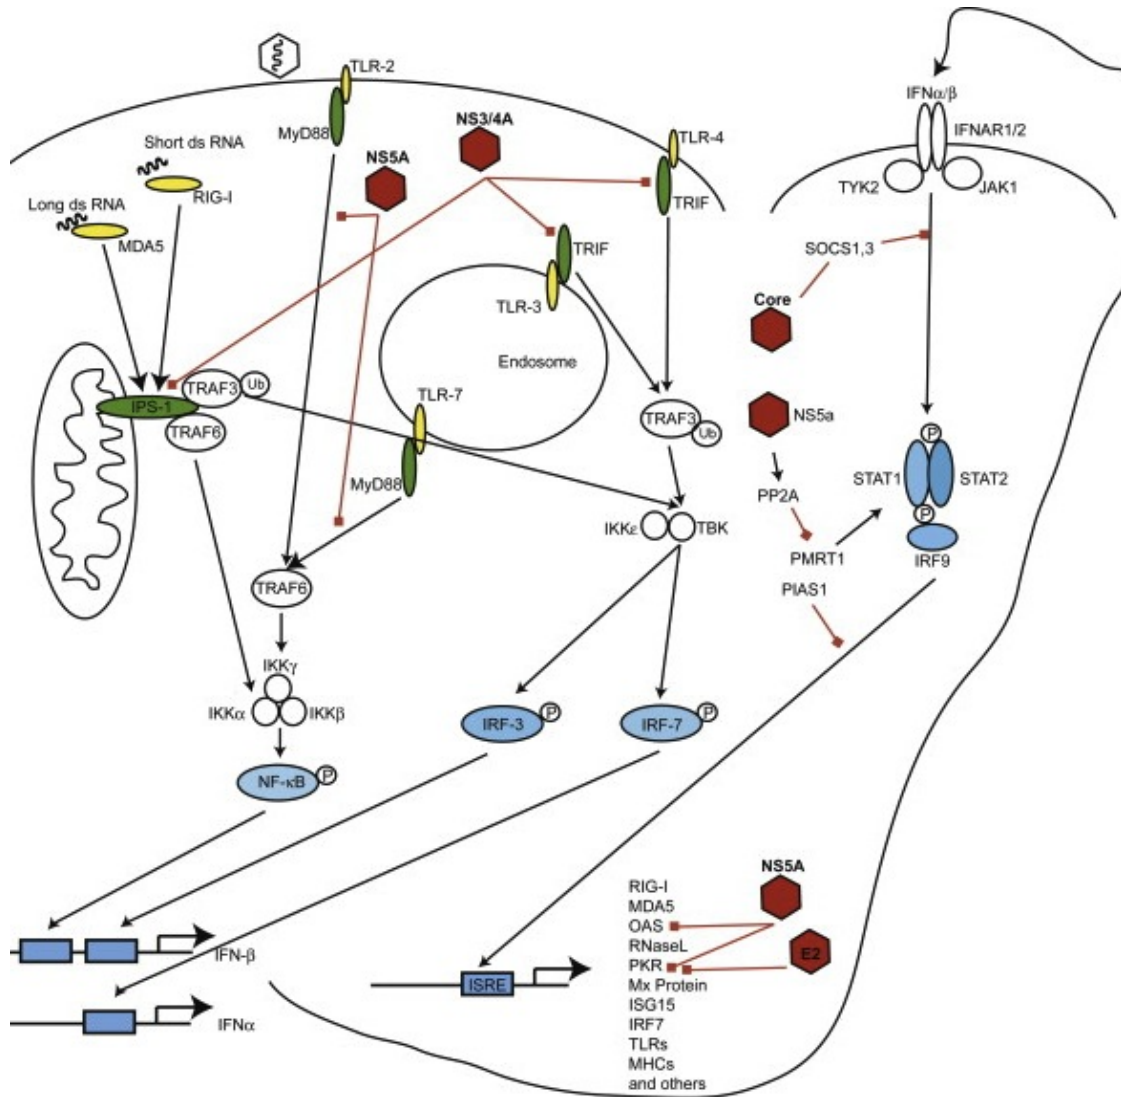 TLR-2
MyD88
NS3/4A
NS5A
TLR-4
TRIF
Short ds RNA
RIG-I
Long ds RNA
MDA5
TRIF
TLR-3
Endosome
TLR-7
MyD88
IPS-1
TRAF3
Ub
TRAF6
TRAF3
Ub
IKKε
TBK
TRAF6
IKKγ
IKKα
IKKβ
NF-κB
P
IRF-3
P
IRF-7
P
IFN-β
IFNα
IFNα/β
IFNAR1/2
TYK2
JAK1
SOCS1,3
Core
NS5a
PP2A
PMRT1
PIAS1
P
STAT1
STAT2
P
IRF9
ISRE
RIG-I
MDA5
OAS
RNaseL
PKR
Mx Protein
ISG15
IRF7
TLRs
MHCs
and others
NS5A
E2